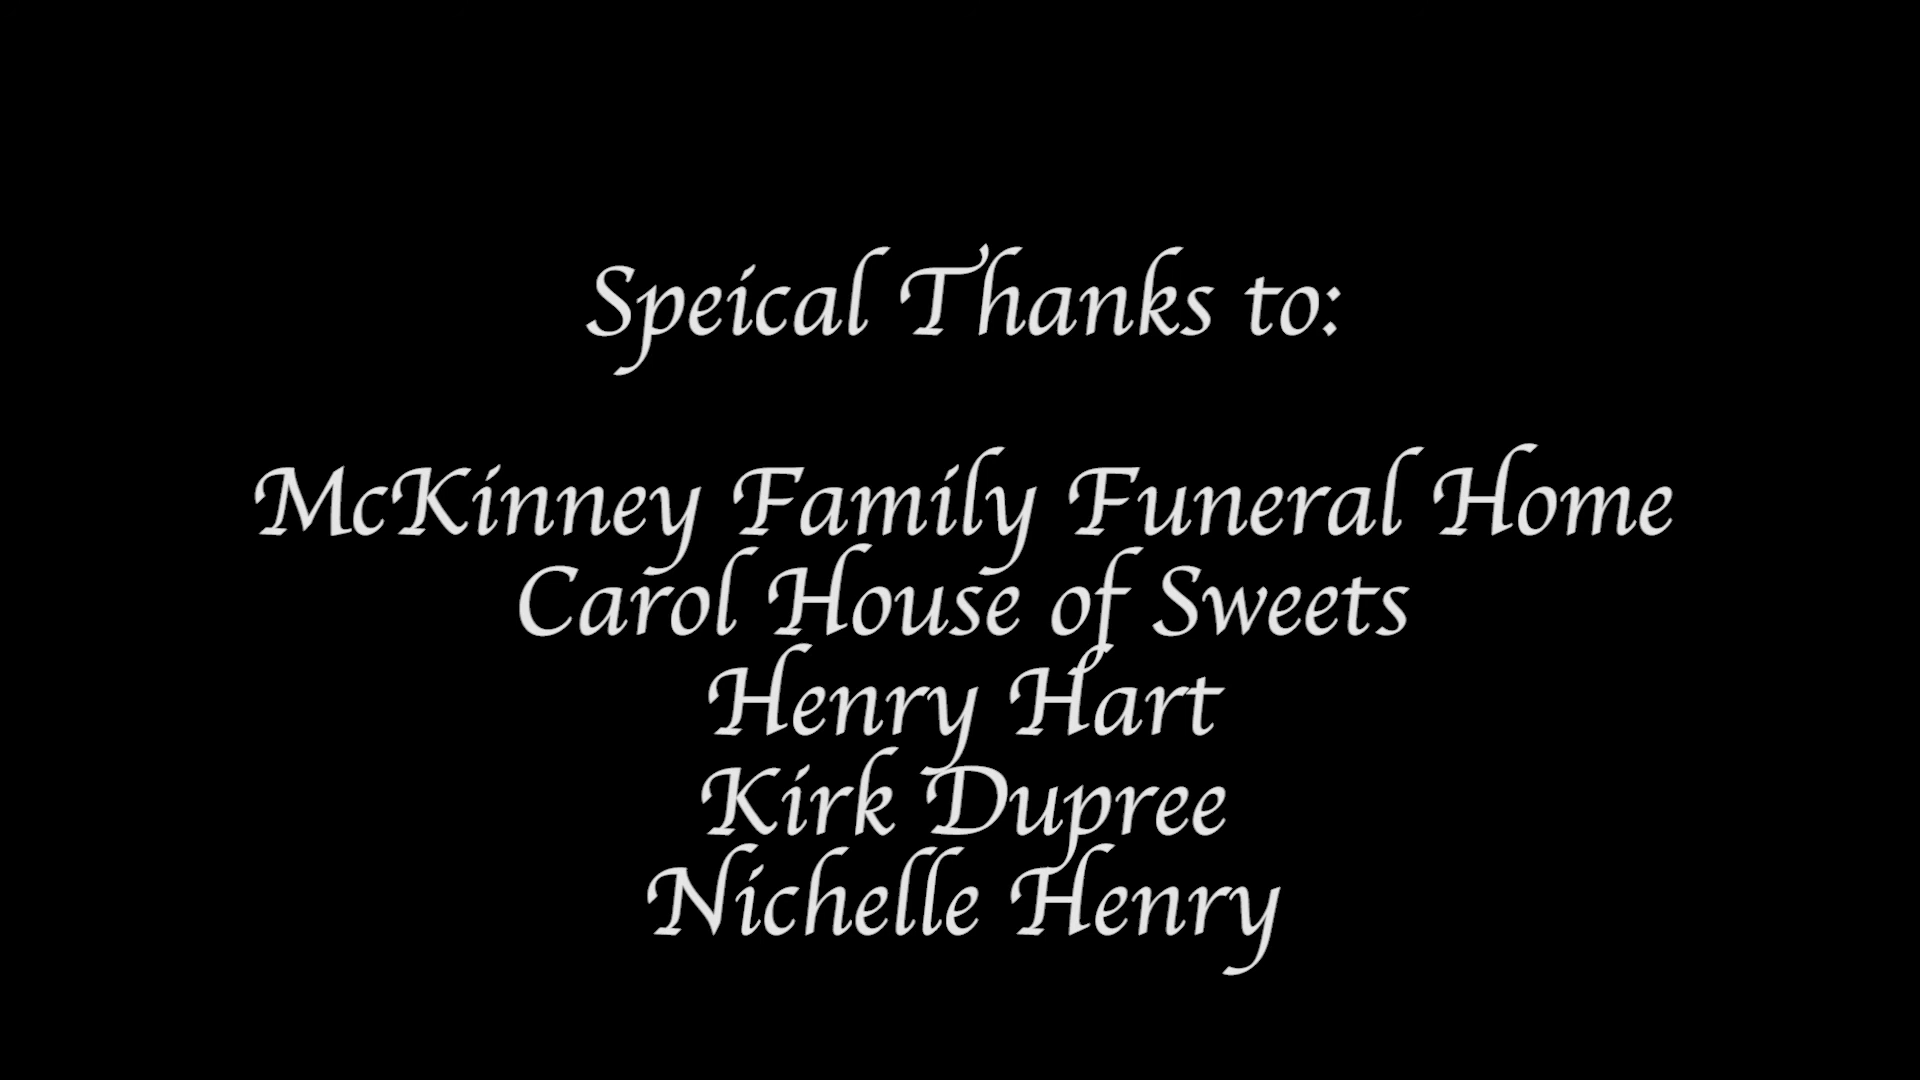 Speical Thanks to:
McKinney Family Funeral Home
Carol House of Sweets
Henry Hart
Kirk Dupree
Nichelle Henry